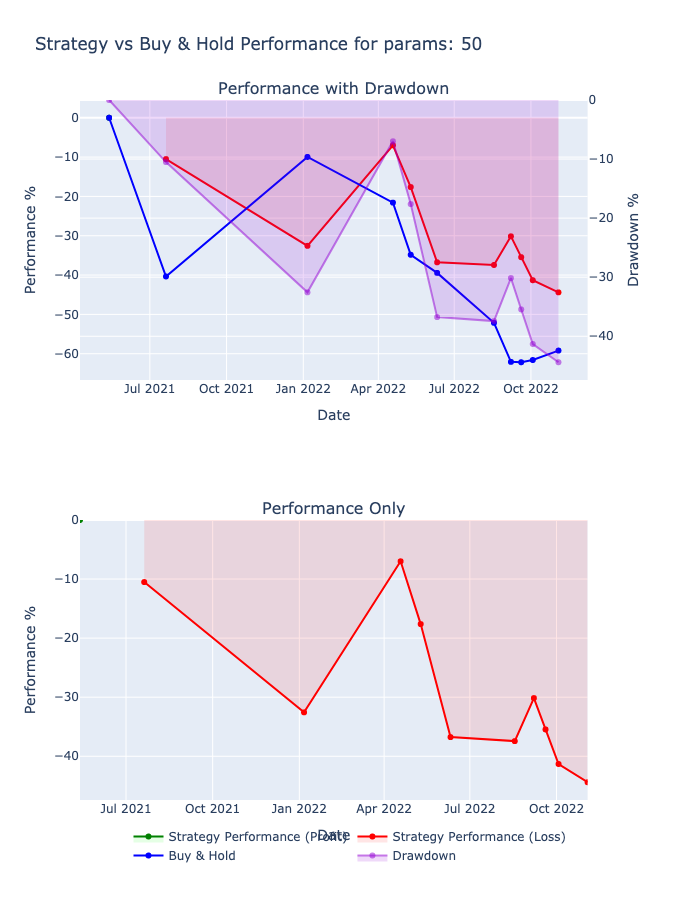 Strategy vs Buy & Hold Performance for params: 50
Performance with Drawdown
0
−10
−20
−30
−40
−50
−60
Performance %
0
−10
−20
−30
−40
Drawdown %
Jul 2021 Oct 2021 Jan 2022 Apr 2022 Jul 2022 Oct 2022
Date
Performance Only
0
−10
−20
−30
−40
Performance %
Jul 2021 Oct 2021 Jan 2022 Apr 2022 Jul 2022 Oct 2022
Date
Strategy Performance (Profit) Strategy Performance (Loss)
Buy & Hold Drawdown